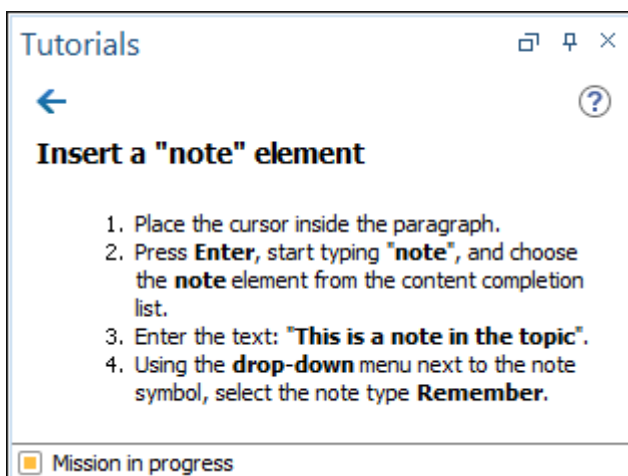 Tutorials
?
Insert a "note" element
1. Place the cursor inside the paragraph.
2. Press Enter, start typing "note", and choose
the note element from the content completion
list.
3. Enter the text: "This is a note in the topic".
4. Using the drop-down menu next to the note
symbol, select the note type Remember.
Mission in progress